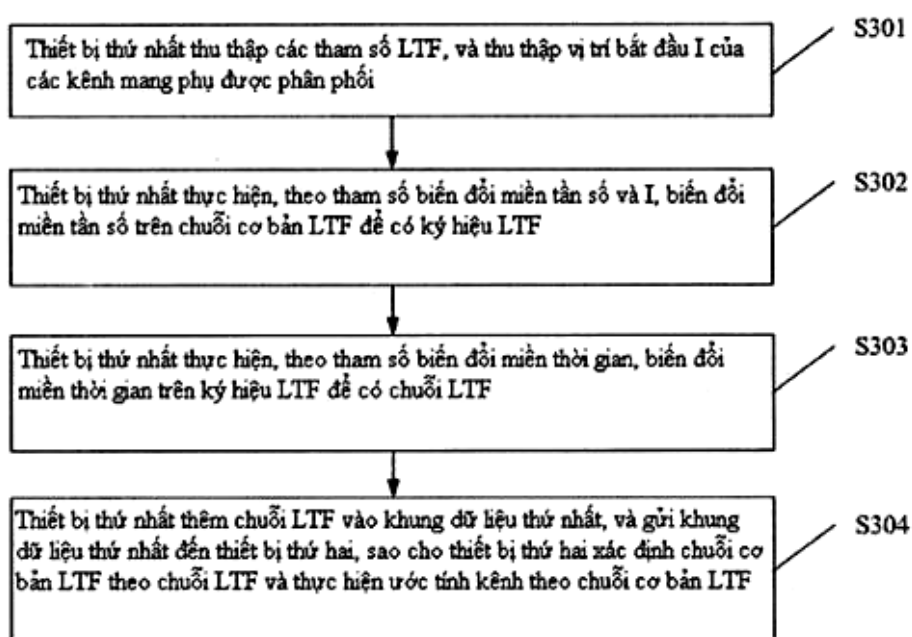 S301
Thiết bị thứ nhất thu thập các tham số LTF, và thu thập vị trí bắt đầu I của
các kênh mang phụ được phân phối
S302
Thiết bị thứ nhất thực hiện, theo tham số biến đổi miền tần số và I, biến đổi
miền tần số trên chuỗi cơ bản LTF để có ký hiệu LTF
S303
Thiết bị thứ nhất thực hiện, theo tham số biến đổi miền thời gian, biến đổi
miền thời gian trên ký hiệu LTF để có chuỗi LTF
S304
Thiết bị thứ nhất thêm chuỗi LTF vào khung dữ liệu thứ nhất, và gửi khung
dữ liệu thứ nhất đến thiết bị thứ hai, sao cho thiết bị thứ hai xác định chuỗi cơ
bản LTF theo chuỗi LTF và thực hiện ước tính kênh theo chuỗi cơ bản LTF